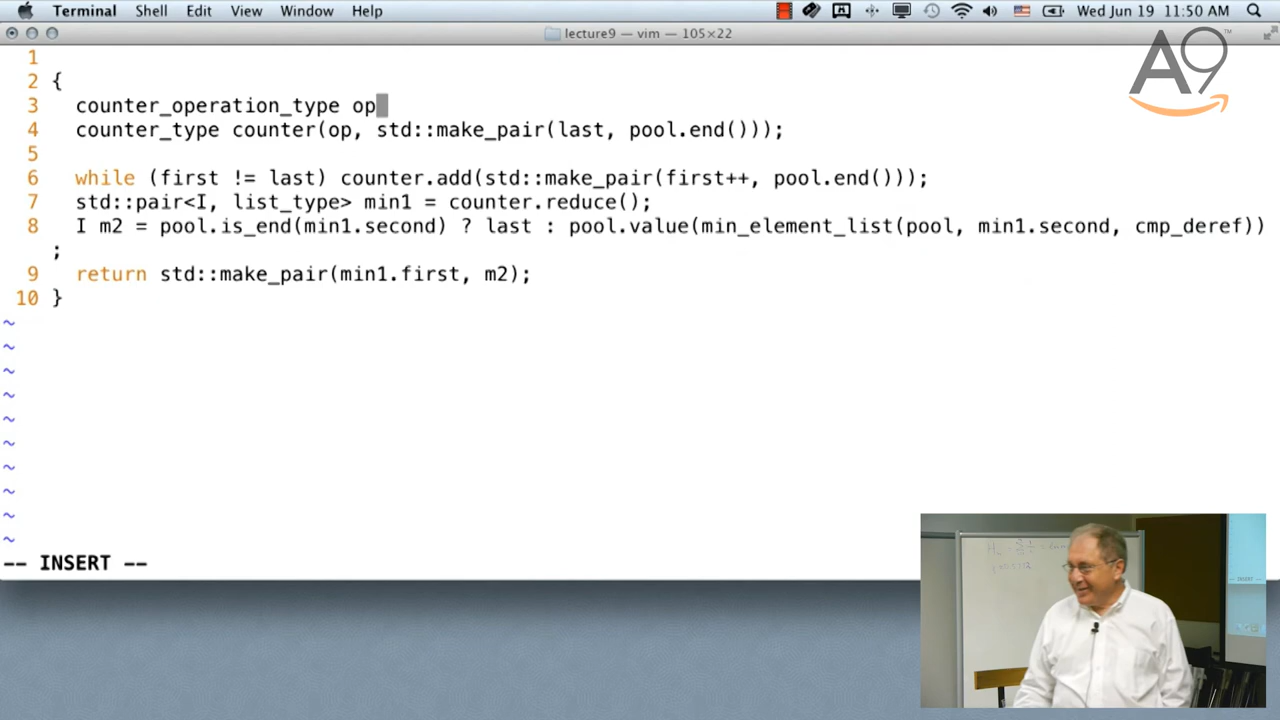 Terminal Shell Edit View Window Help Wed Jun 19 11:50 AM
lecture9 — vim — 105×22
A9™
1
2 {
3 counter_operation_type op
4 counter_type counter(op, std::make_pair(last, pool.end()));
5
6 while (first != last) counter.add(std::make_pair(first++, pool.end()));
7 std::pair<I, list_type> min1 = counter.reduce();
8 I m2 = pool.is_end(min1.second) ? last : pool.value(min_element_list(pool, min1.second, cmp_deref))
;
9 return std::make_pair(min1.first, m2);
10 }
~
~
~
~
~
~
~
~
~
~
-- INSERT --